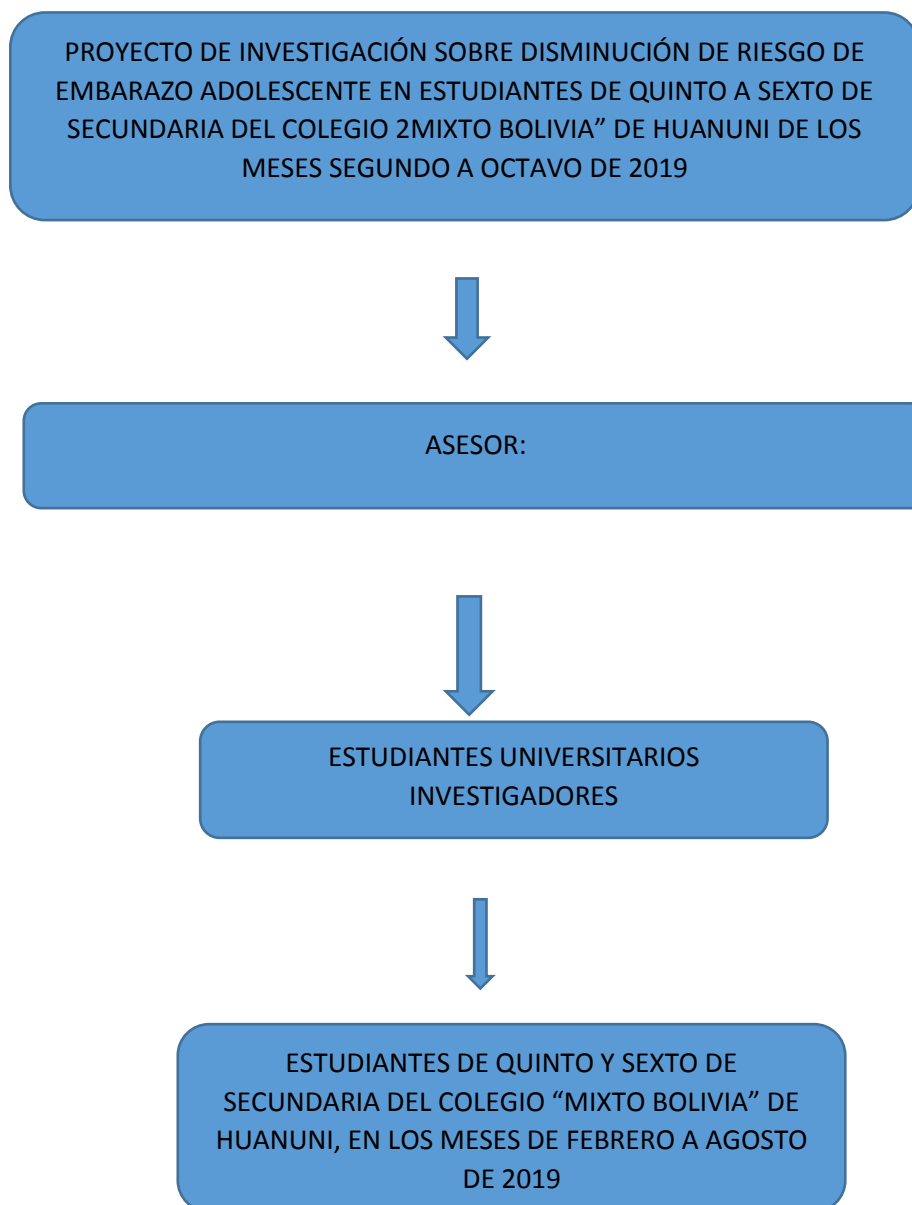 PROYECTO DE INVESTIGACIÓN SOBRE DISMINUCIÓN DE RIESGO DE
EMBARAZO ADOLESCENTE EN ESTUDIANTES DE QUINTO A SEXTO DE
SECUNDARIA DEL COLEGIO 2MIXTO BOLIVIA” DE HUANUNI DE LOS
MESES SEGUNDO A OCTAVO DE 2019
ASESOR:
ESTUDIANTES UNIVERSITARIOS
INVESTIGADORES
ESTUDIANTES DE QUINTO Y SEXTO DE
SECUNDARIA DEL COLEGIO “MIXTO BOLIVIA” DE
HUANUNI, EN LOS MESES DE FEBRERO A AGOSTO
DE 2019